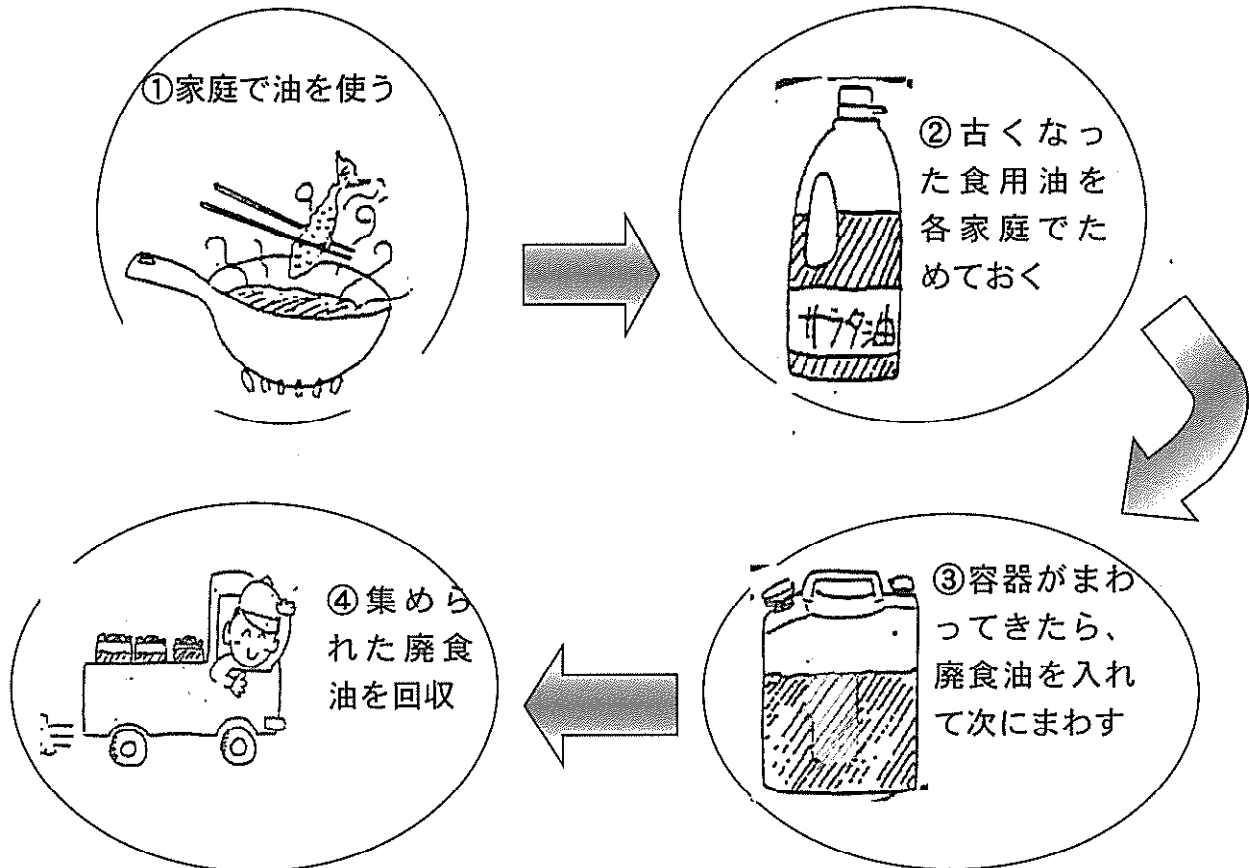 ①家庭で油を使う
②古くなっ
た食用油を
各家庭でた
めておく
サラダ油
③容器がまわ
ってきたら、
廃食油を入れ
て次にまわす
④集めら
れた廃食
油を回収